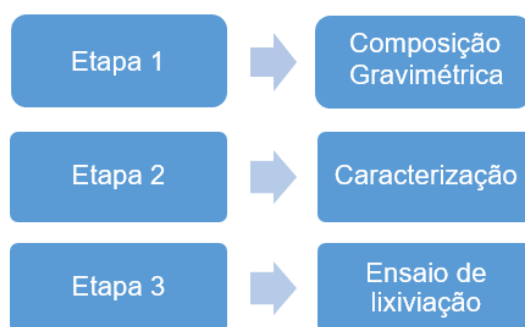 Etapa 1
Composição
Gravimétrica
Etapa 2
Caracterização
Etapa 3
Ensaio de
lixiviação